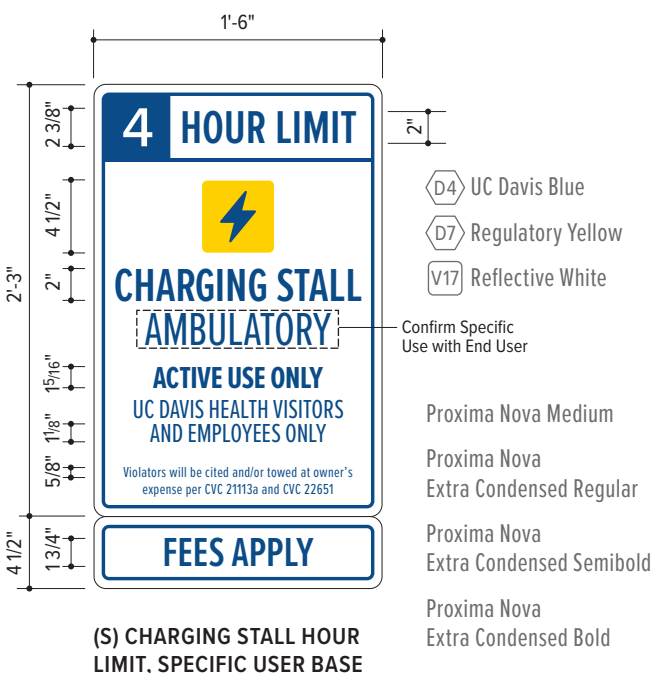 1'-6"
2'-3"
4 1/2"
2 3/8"
4 1/2"
2"
1 5/16"
1 1/8"
5/8"
1 3/4"
2"
4 HOUR LIMIT
CHARGING STALL
AMBULATORY
ACTIVE USE ONLY
UC DAVIS HEALTH VISITORS
AND EMPLOYEES ONLY
Violators will be cited and/or towed at owner's
expense per CVC 21113a and CVC 22651
FEES APPLY
(S) CHARGING STALL HOUR
LIMIT, SPECIFIC USER BASE
D4 UC Davis Blue
D7 Regulatory Yellow
V17 Reflective White
Confirm Specific
Use with End User
Proxima Nova Medium
Proxima Nova
Extra Condensed Regular
Proxima Nova
Extra Condensed Semibold
Proxima Nova
Extra Condensed Bold